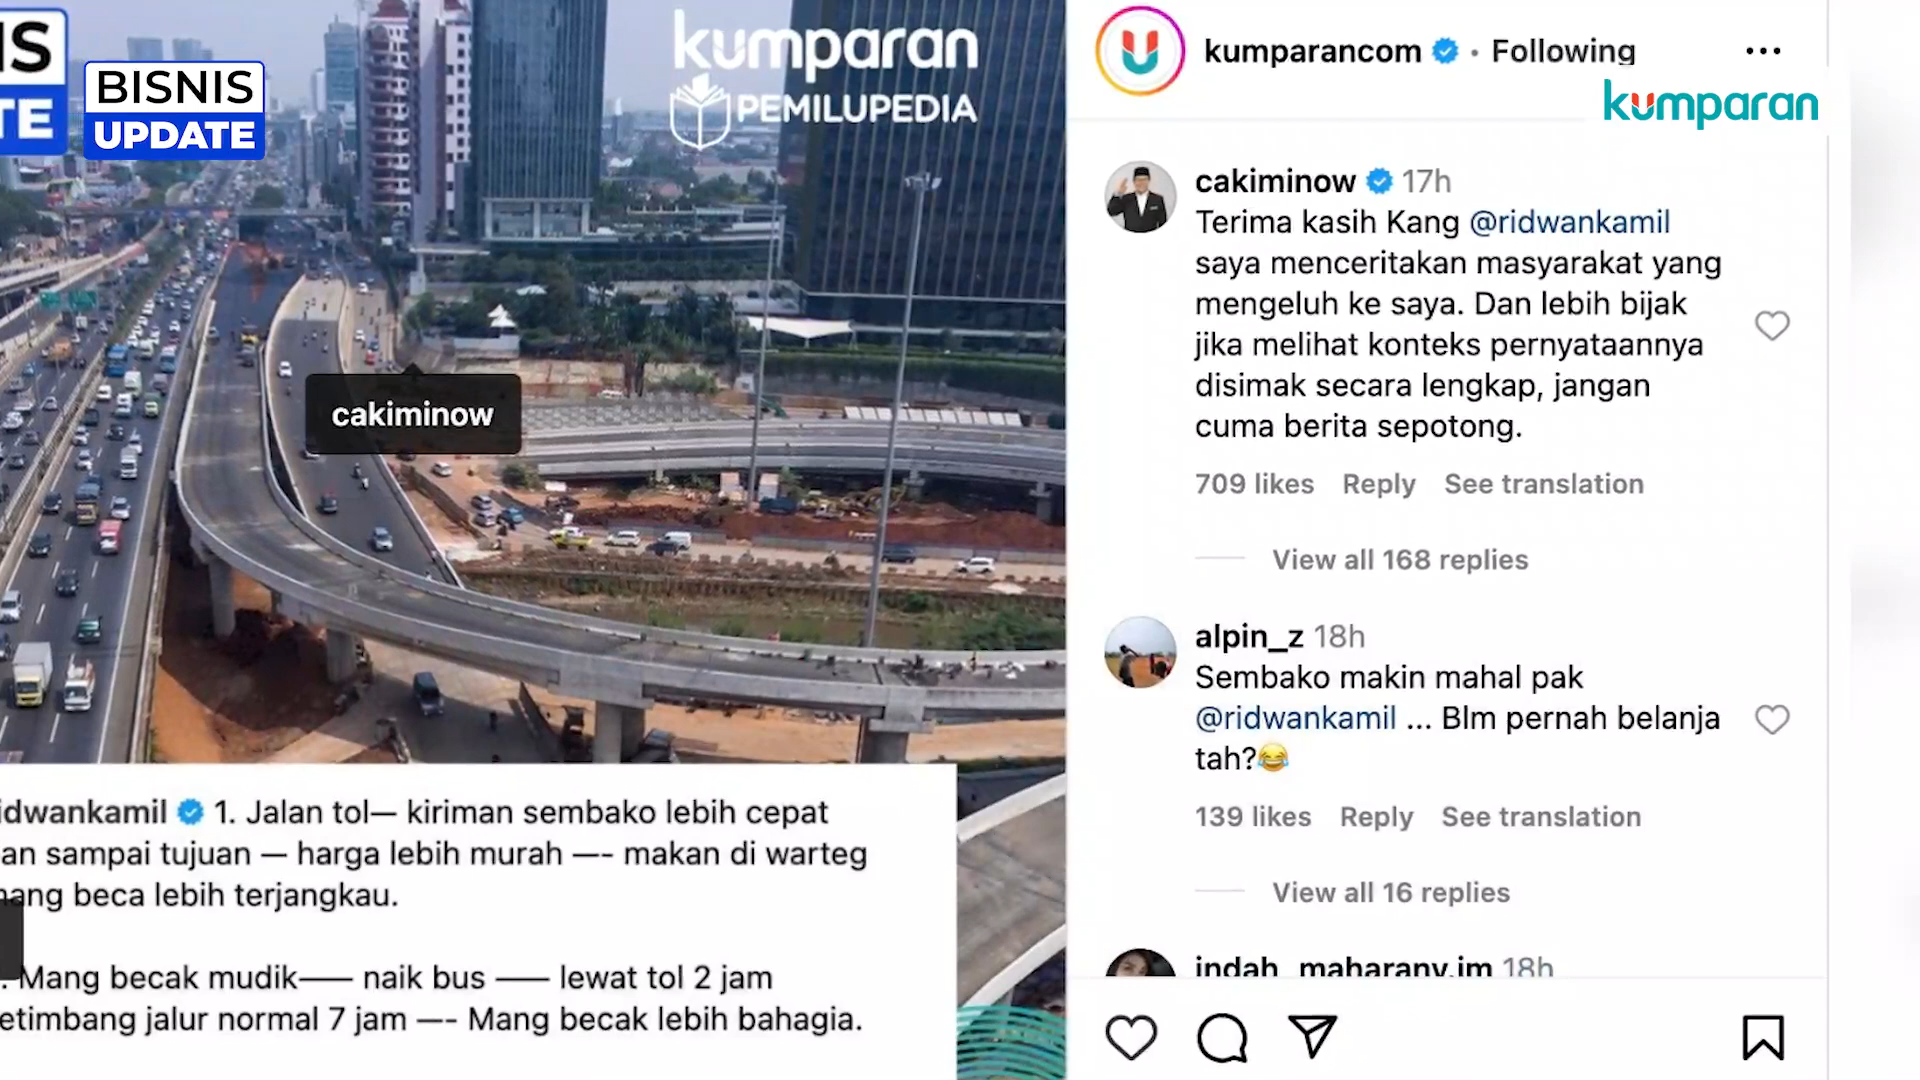 IS
TE
BISNIS
UPDATE
kumparan
PEMILUPEDIA
cakiminow
idwankamil 1. Jalan tol— kiriman sembako lebih cepat
an sampai tujuan — harga lebih murah —- makan di warteg
mang beca lebih terjangkau.
. Mang becak mudik—— naik bus —— lewat tol 2 jam
etimbang jalur normal 7 jam —- Mang becak lebih bahagia.
kumparancom • Following
kumparan
cakiminow 17h
Terima kasih Kang @ridwankamil
saya menceritakan masyarakat yang
mengeluh ke saya. Dan lebih bijak
jika melihat konteks pernyataannya
disimak secara lengkap, jangan
cuma berita sepotong.
709 likes Reply See translation
View all 168 replies
alpin_z 18h
Sembako makin mahal pak
@ridwankamil ... Blm pernah belanja
tah?😂
139 likes Reply See translation
View all 16 replies
indah_maharany.jm 18h